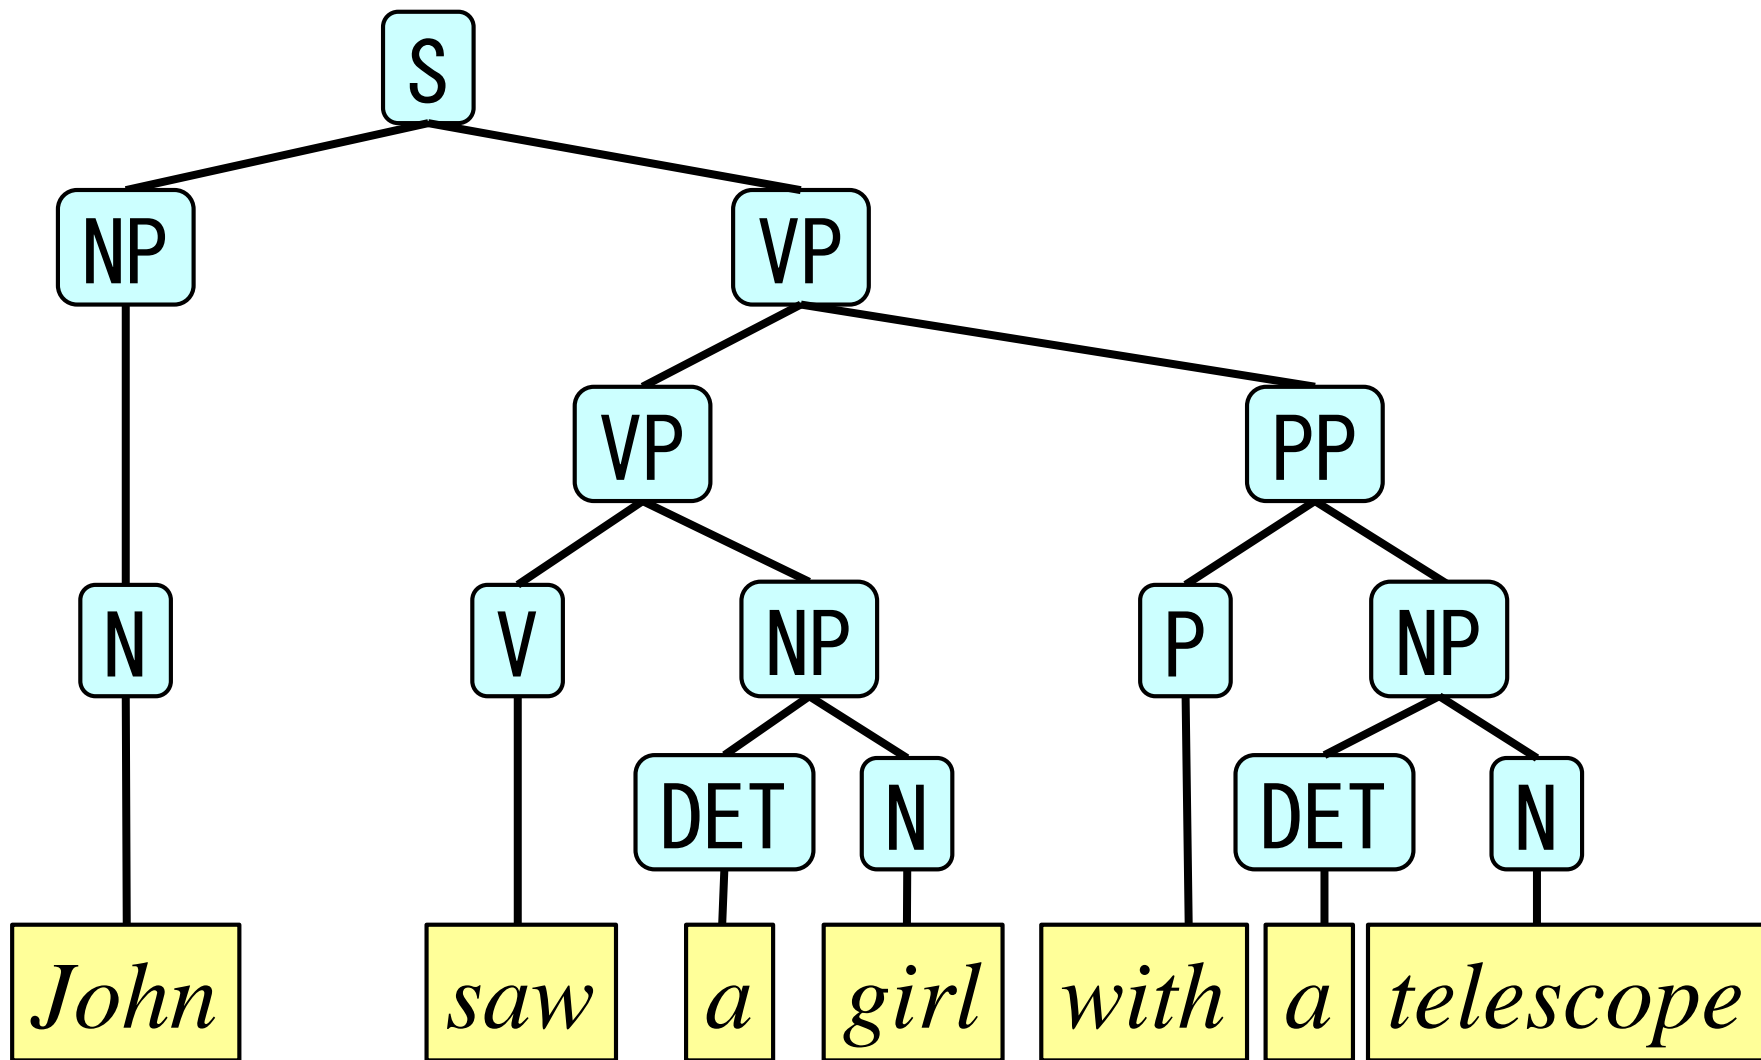 S
NP VP
VP PP
N V NP P NP
DET N DET N
John saw a girl with a telescope